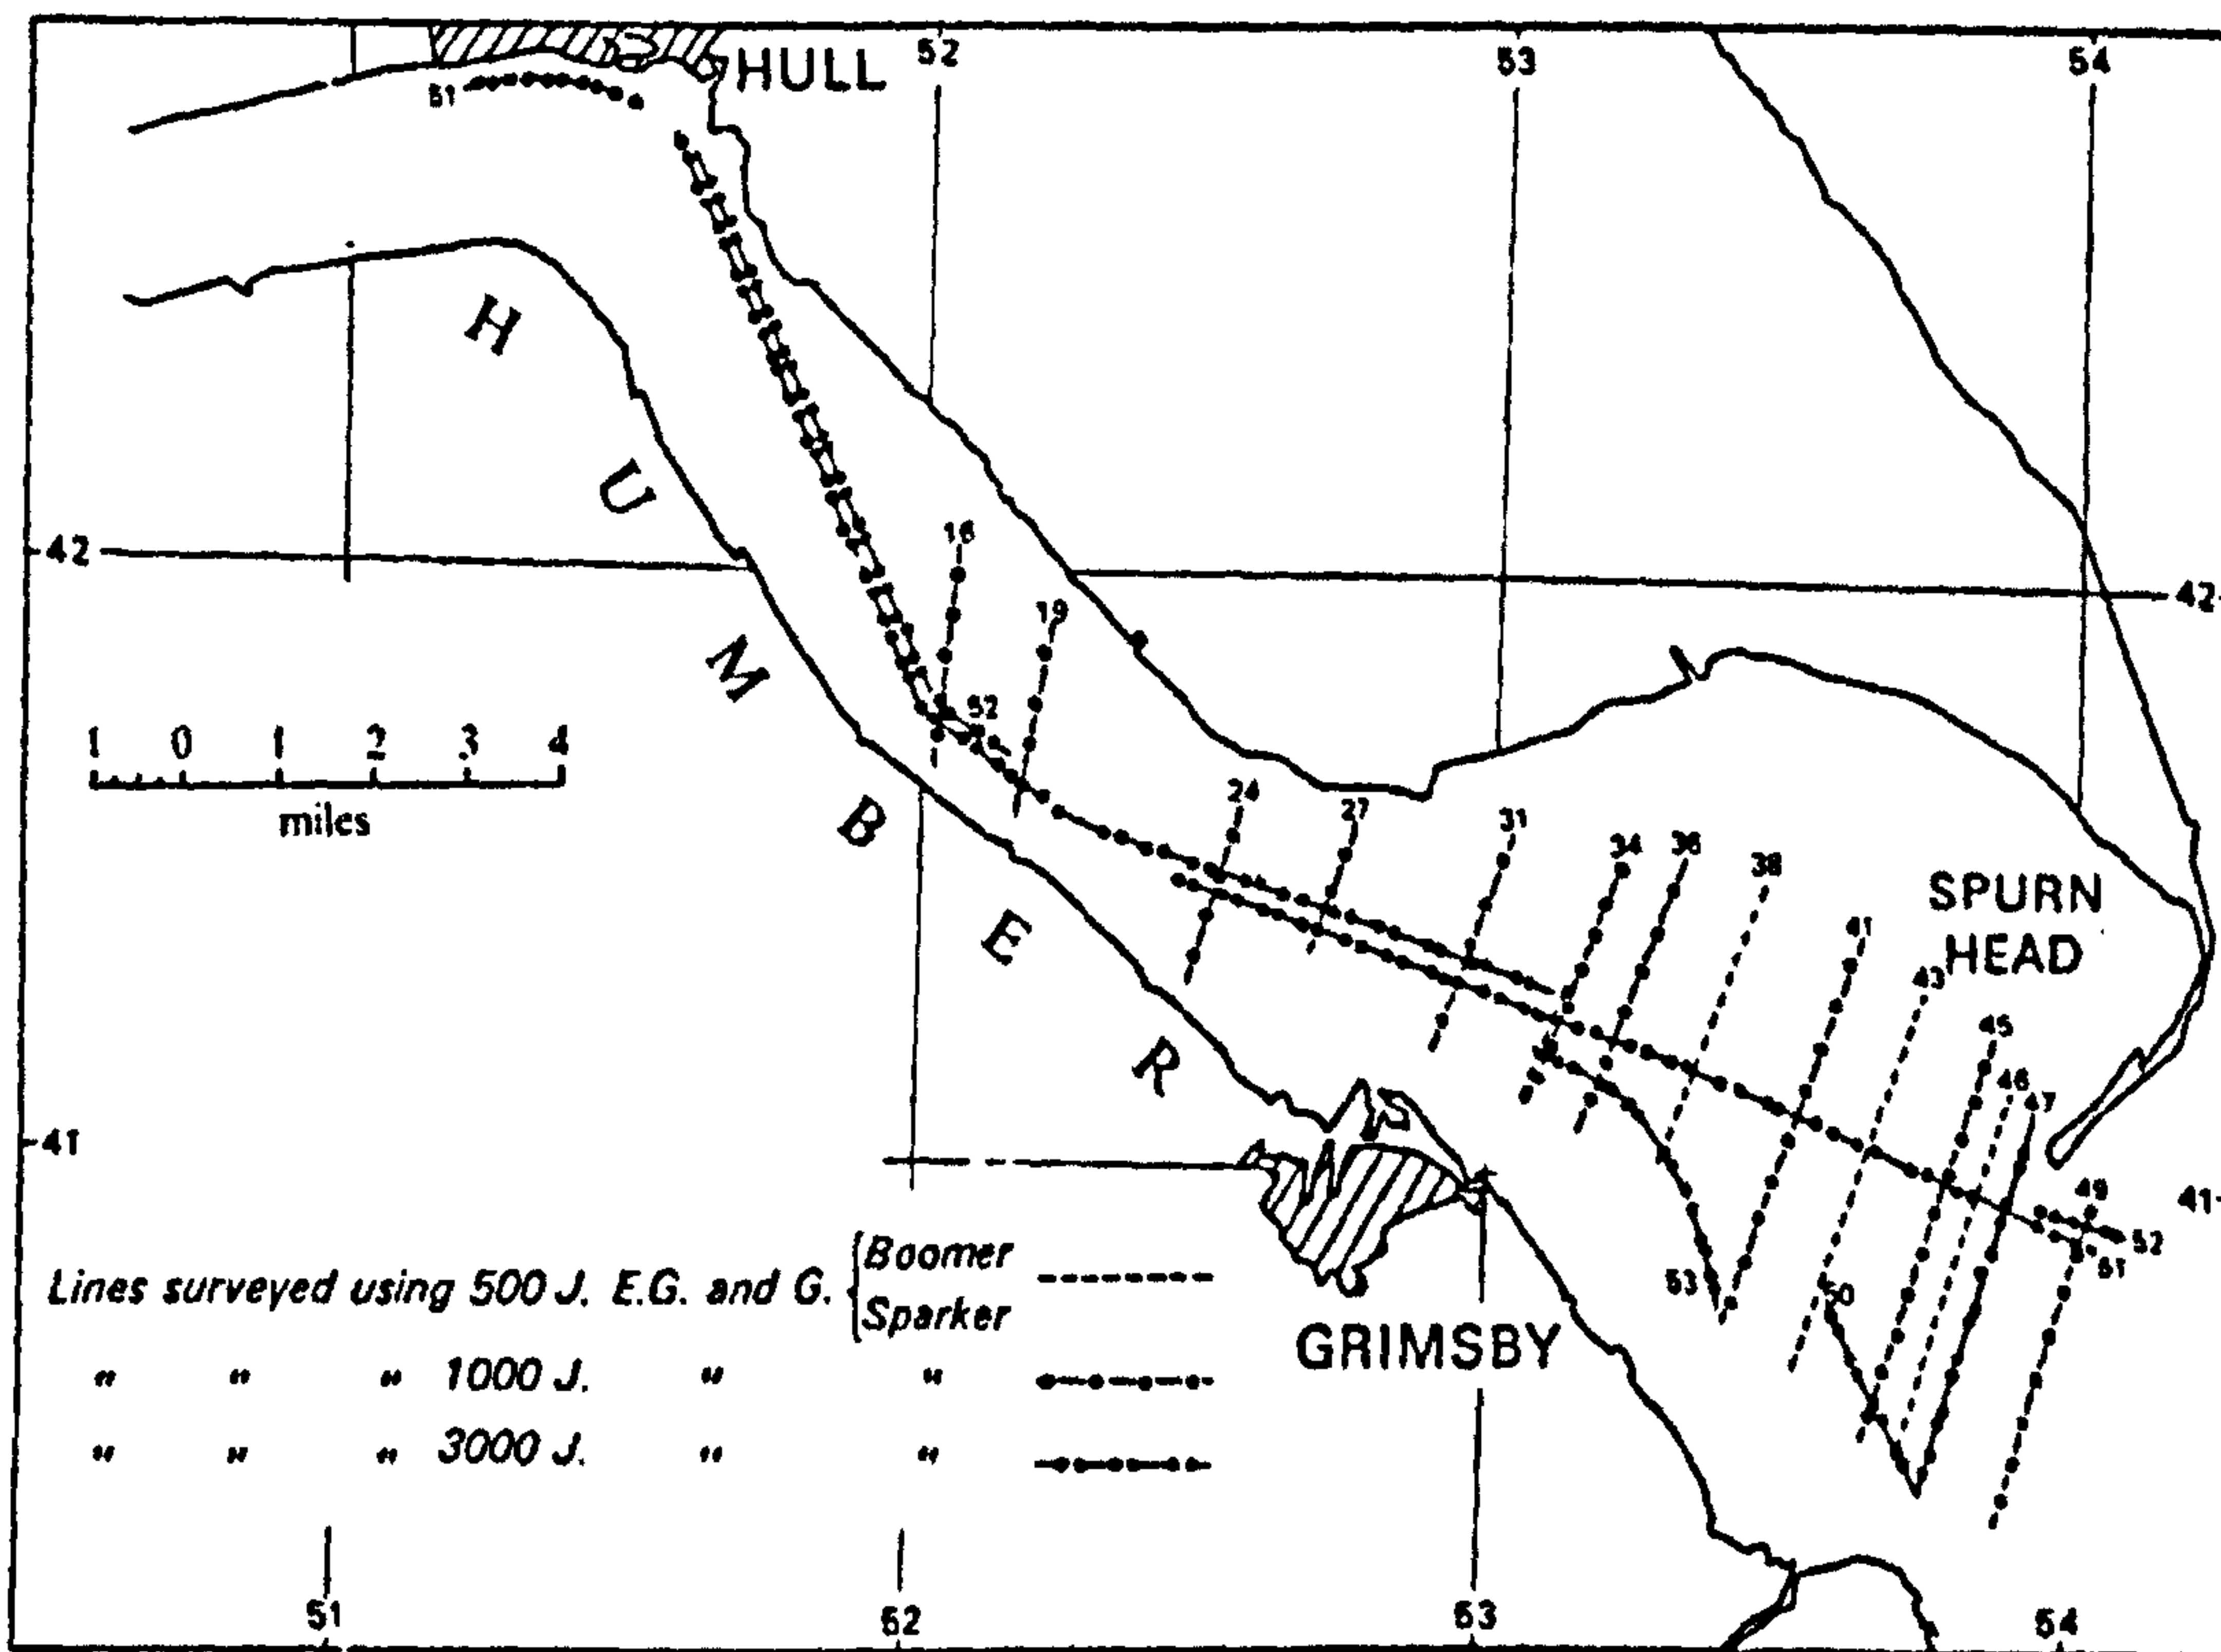 HULL
52
53
54
51
H
U
M
B
E
R
42
42
16
19
52
1 0 1 2 3 4
miles
24
27
31
34
36
38
41
43
45
46
47
SPURN
HEAD
41
41
49
52
51
53
50
Lines surveyed using 500 J. E.G. and G. { Boomer
Sparker
" " " 1000 J. " "
" " " 3000 J. " "
GRIMSBY
51
52
53
54